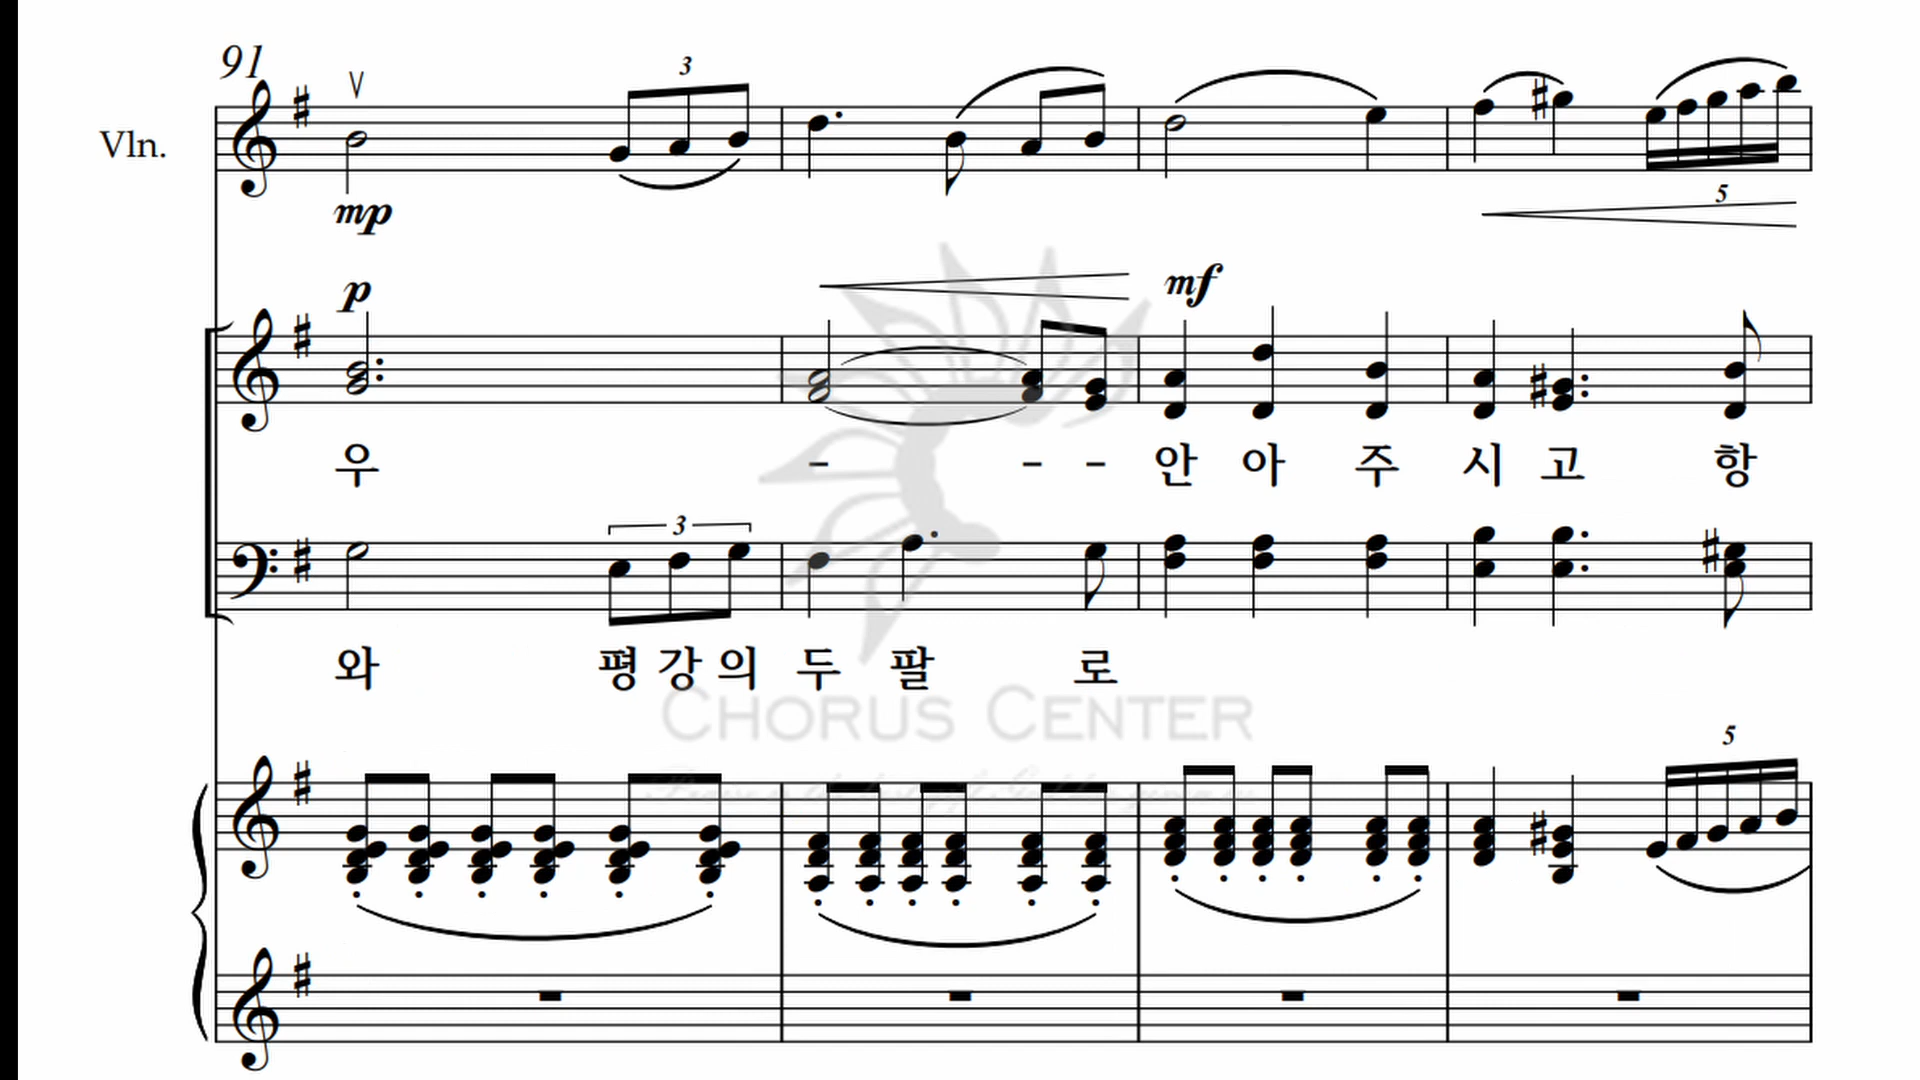 91
3
Vln.
mp
5
p
mf
우 - - - 안 아 주 시 고 항
3
와 평 강 의 두 팔 로
CHORUS CENTER
5